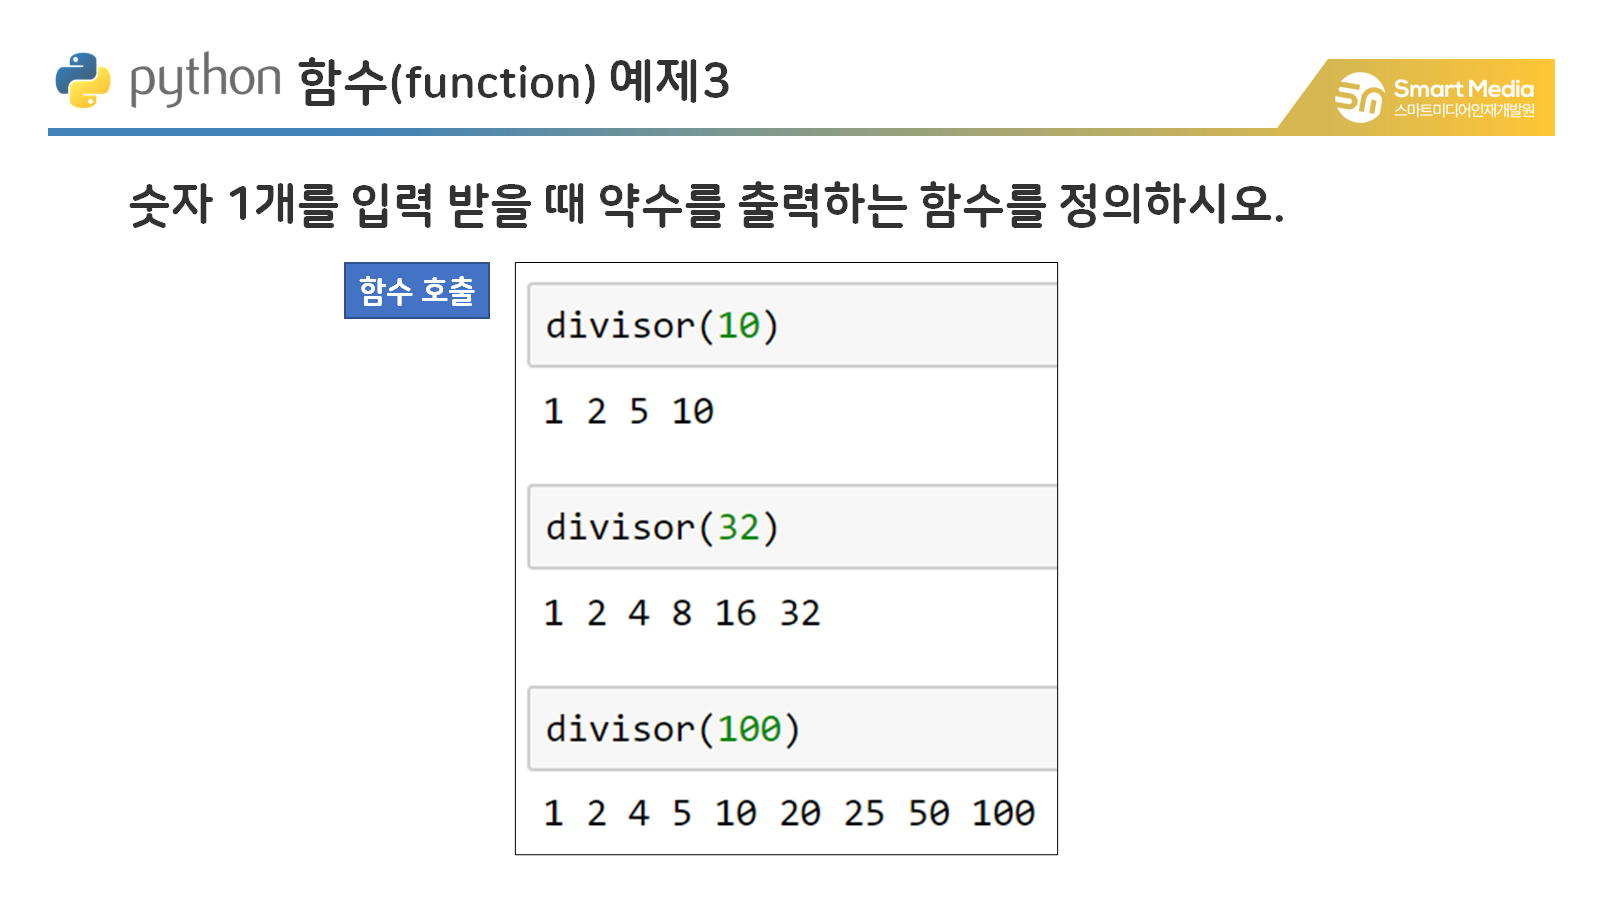 python 함수(function) 예제3
Smart Media
스마트미디어인재개발원
숫자 1개를 입력 받을 때 약수를 출력하는 함수를 정의하시오.
함수 호출
divisor(10)
1 2 5 10
divisor(32)
1 2 4 8 16 32
divisor(100)
1 2 4 5 10 20 25 50 100